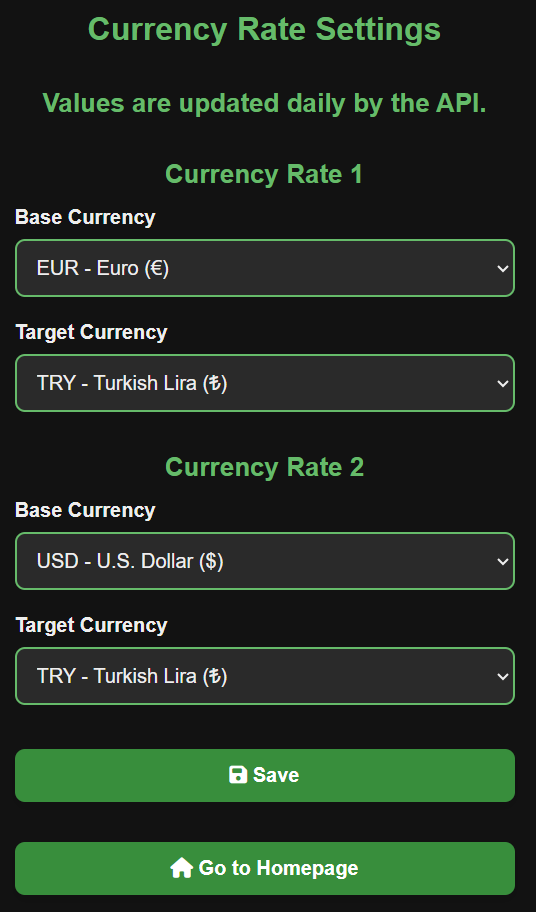 Currency Rate Settings
Values are updated daily by the API.
Currency Rate 1
Base Currency
EUR - Euro (€)
Target Currency
TRY - Turkish Lira (₺)
Currency Rate 2
Base Currency
USD - U.S. Dollar ($)
Target Currency
TRY - Turkish Lira (₺)
Save
Go to Homepage